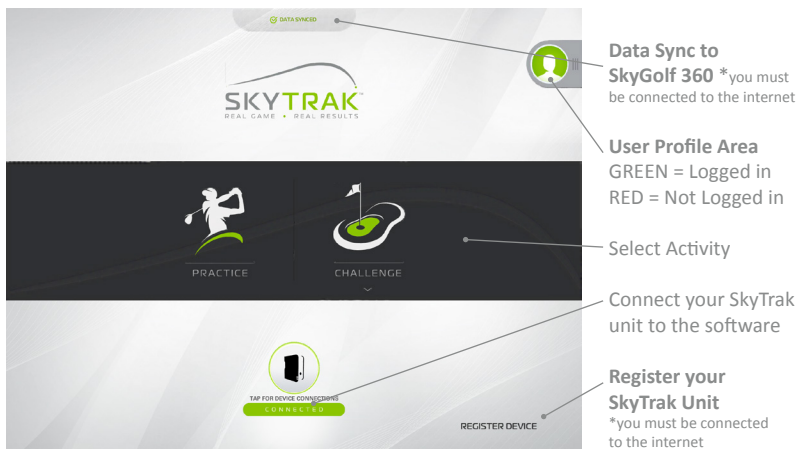 DATA SYNCED
SKYTRAK™
REAL GAME • REAL RESULTS
PRACTICE
CHALLENGE
TAP FOR DEVICE CONNECTIONS
CONNECTED
REGISTER DEVICE
Data Sync to
SkyGolf 360 *you must
be connected to the internet
User Profile Area
GREEN = Logged in
RED = Not Logged in
Select Activity
Connect your SkyTrak
unit to the software
Register your
SkyTrak Unit
*you must be connected
to the internet